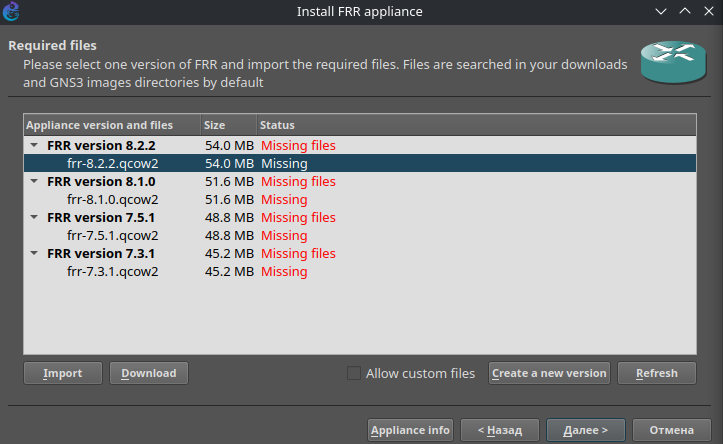 Install FRR appliance
Required files
Please select one version of FRR and import the required files. Files are searched in your downloads
and GNS3 images directories by default
Appliance version and files Size Status
FRR version 8.2.2 54.0 MB Missing files
frr-8.2.2.qcow2 54.0 MB Missing
FRR version 8.1.0 51.6 MB Missing files
frr-8.1.0.qcow2 51.6 MB Missing
FRR version 7.5.1 48.8 MB Missing files
frr-7.5.1.qcow2 48.8 MB Missing
FRR version 7.3.1 45.2 MB Missing files
frr-7.3.1.qcow2 45.2 MB Missing
Import Download Allow custom files Create a new version Refresh
Appliance info < Назад Далее > Отмена